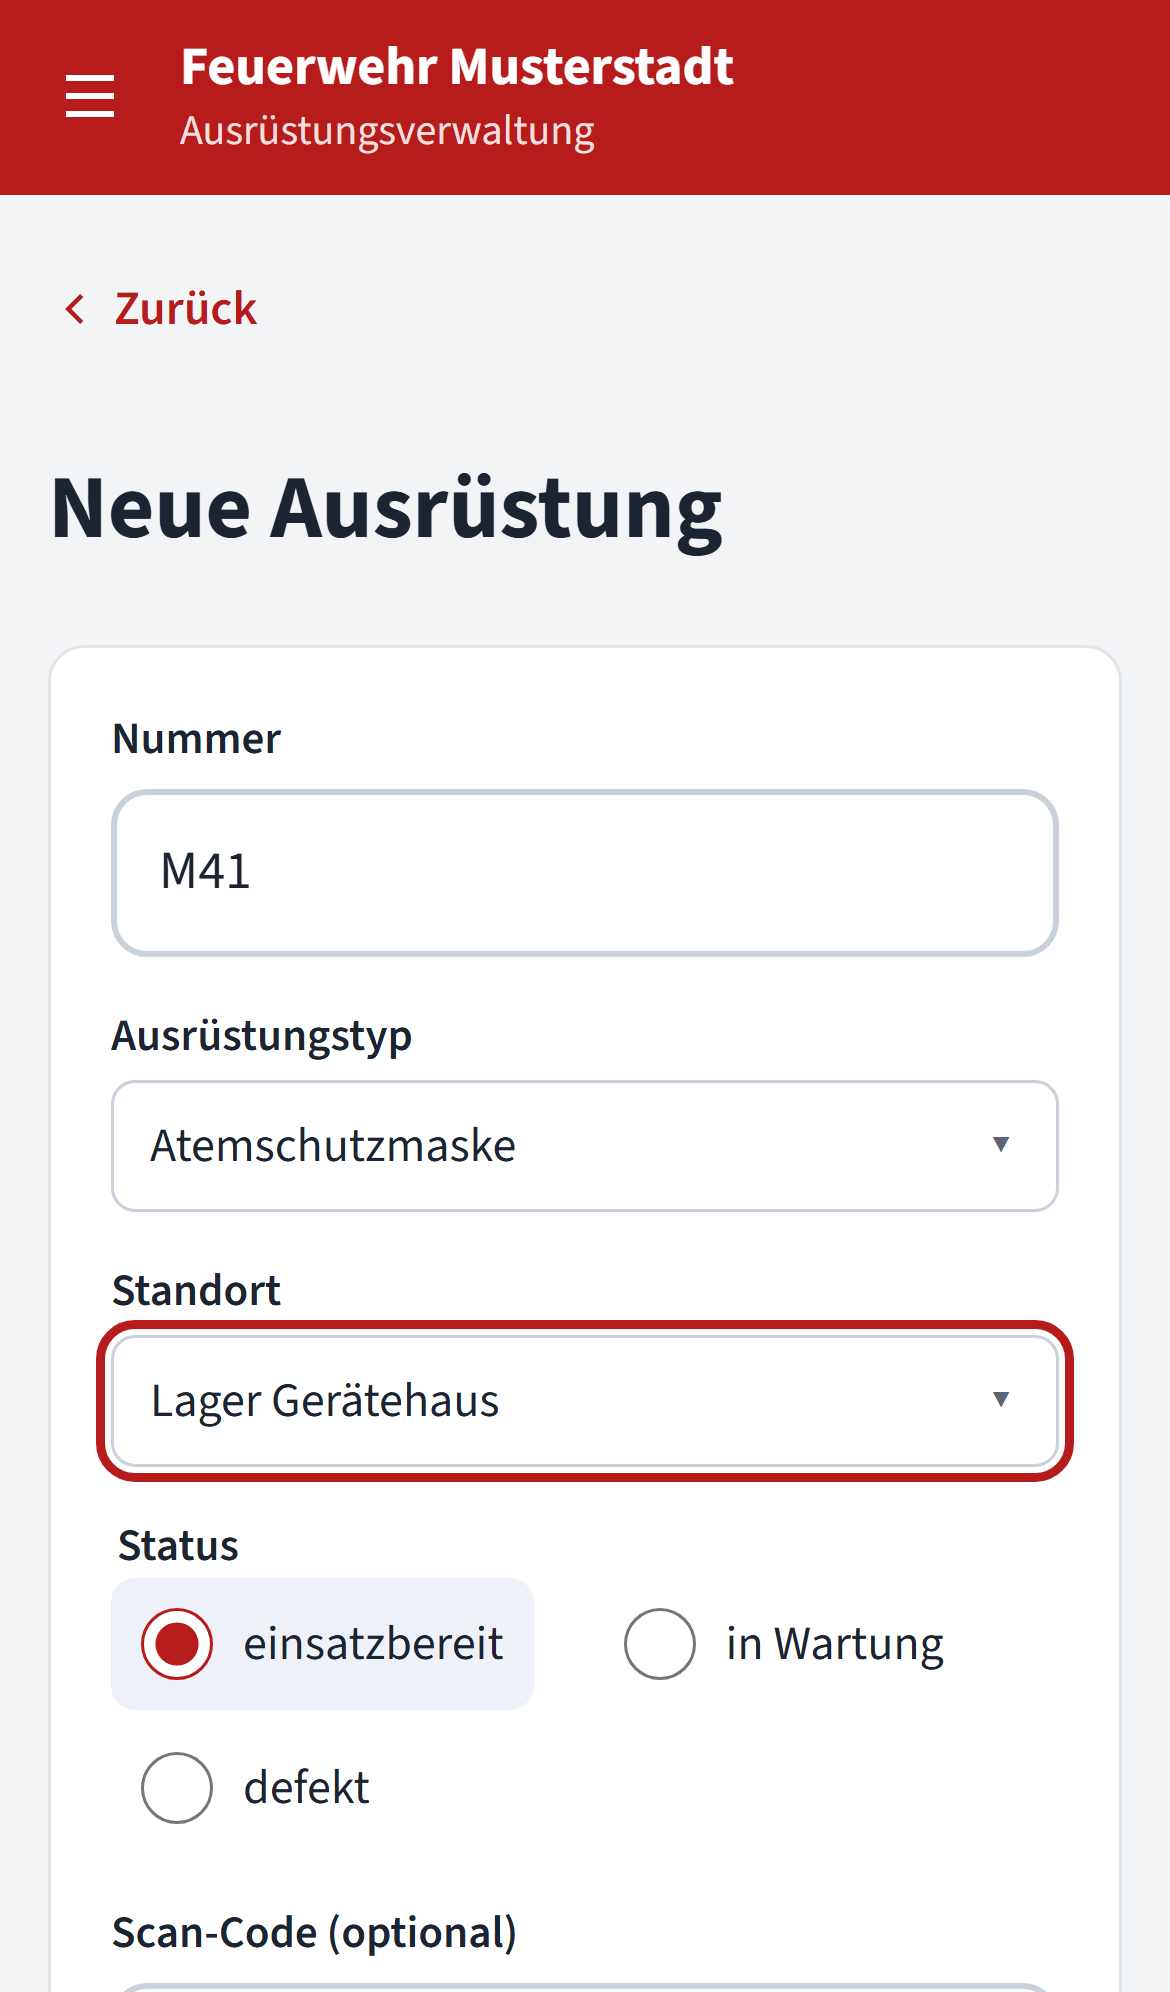 Feuerwehr Musterstadt
Ausrüstungsverwaltung
Zurück
Neue Ausrüstung
Nummer
M41
Ausrüstungstyp
Atemschutzmaske
Standort
Lager Gerätehaus
Status
einsatzbereit
in Wartung
defekt
Scan-Code (optional)